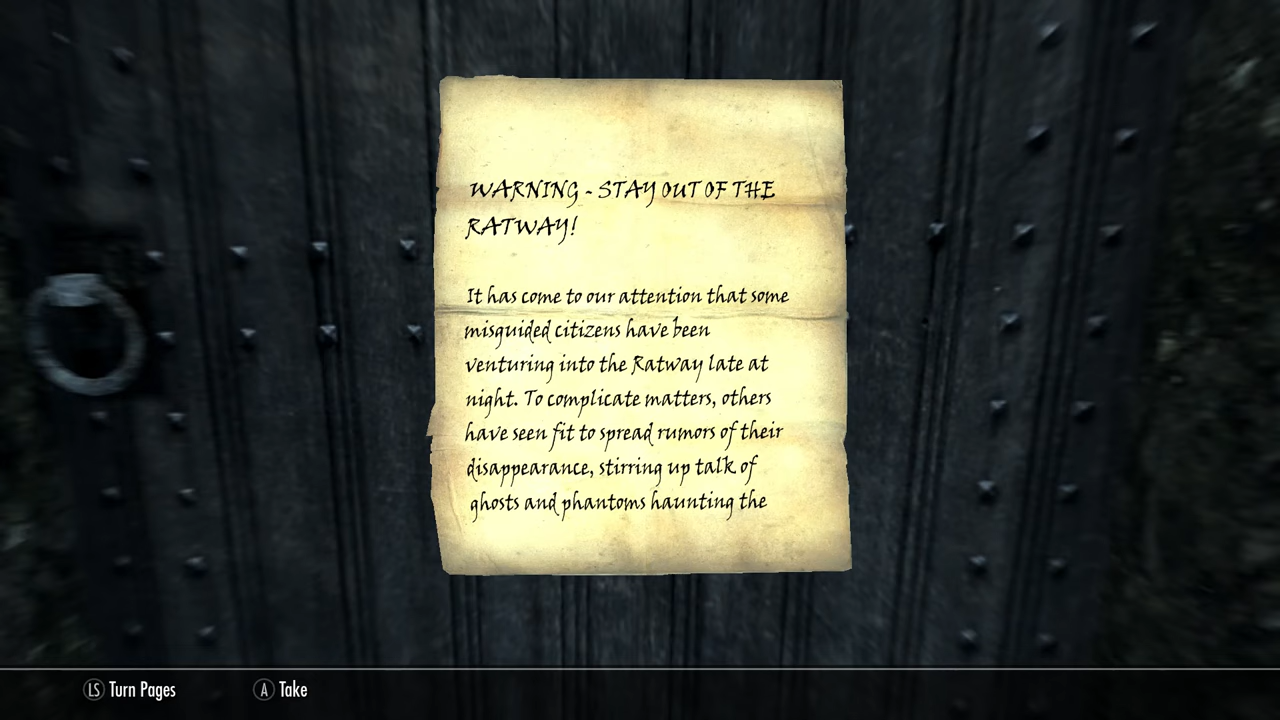 WARNING - STAY OUT OF THE
RATWAY!
It has come to our attention that some
misguided citizens have been
venturing into the Ratway late at
night. To complicate matters, others
have seen fit to spread rumors of their
disappearance, stirring up talk of
ghosts and phantoms haunting the
LS Turn Pages
A Take